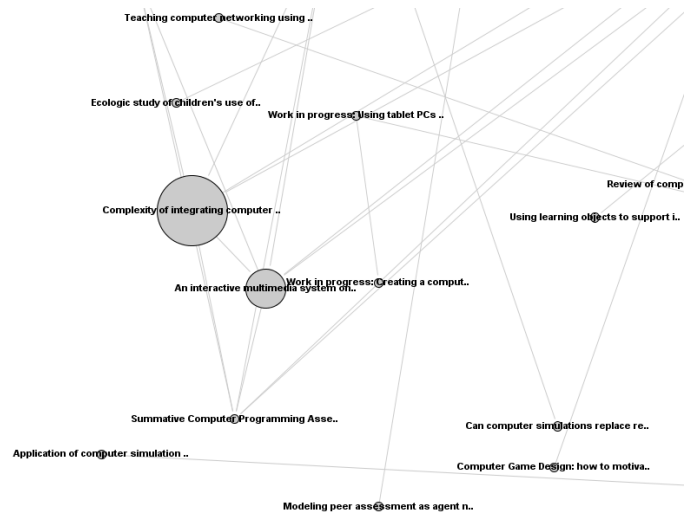 Teaching computer networking using ..
Ecologic study of children's use of..
Work in progress: Using tablet PCs ..
Review of comp
Complexity of integrating computer ..
Using learning objects to support i..
Work in progress: Creating a comput..
An interactive multimedia system on..
Summative Computer Programming Asse..
Can computer simulations replace re..
Application of computer simulation ..
Computer Game Design: how to motiva..
Modeling peer assessment as agent n..